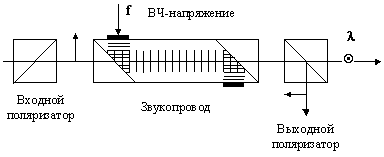 f
ВЧ-напряжение
λ
Входной
поляризатор
Звукопровод
Выходной
поляризатор